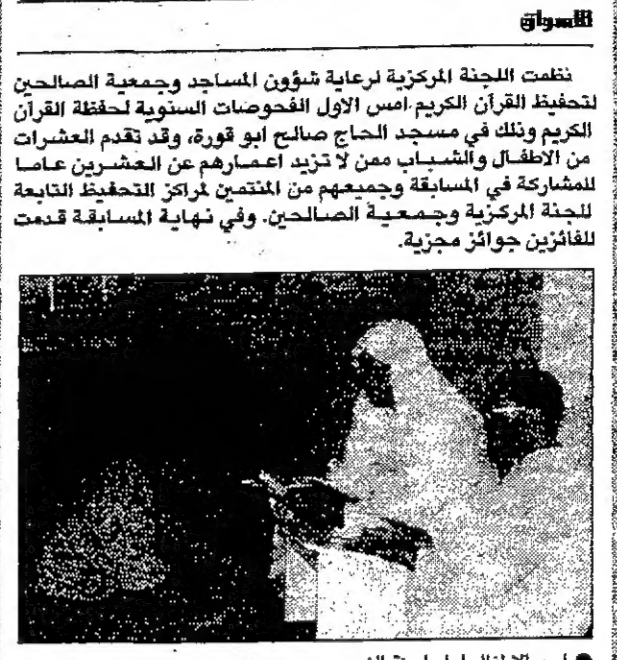 للسواق
نظمت اللجنة المركزية لرعاية شؤون المساجد وجمعية الصالحين
لتحفيظ القرآن الكريم امس الاول الفحوصات السنوية لحفظة القرآن
الكريم وذلك في مسجد الحاج صالح ابو قورة، وقد تقدم العشرات
من الاطفال والشباب ممن لا تزيد اعمارهم عن العشرين عاما
للمشاركة في المسابقة وجميعهم من المنتمين لمراكز التحفيظ التابعة
للجنة المركزية وجمعية الصالحين. وفي نهاية المسابقة قدمت
للفائزين جوائز مجزية.